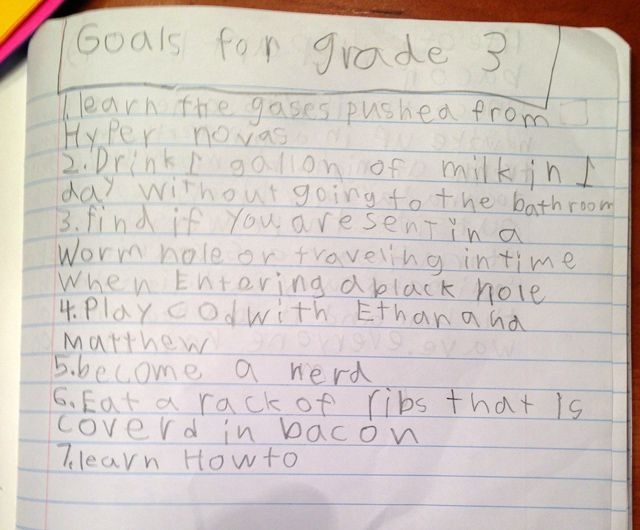 Goals for grade 3
1. learn the gases pushed from
Hyper novas
2. Drink 1 gallon of milk in 1
day without going to the bathroom
3. find if you are sent in a
Worm hole or traveling in time
When Entering a black hole
4. Play cod with Ethan and
Matthew
5. become a nerd
6. Eat a rack of ribs that is
coverd in bacon
7. learn How to